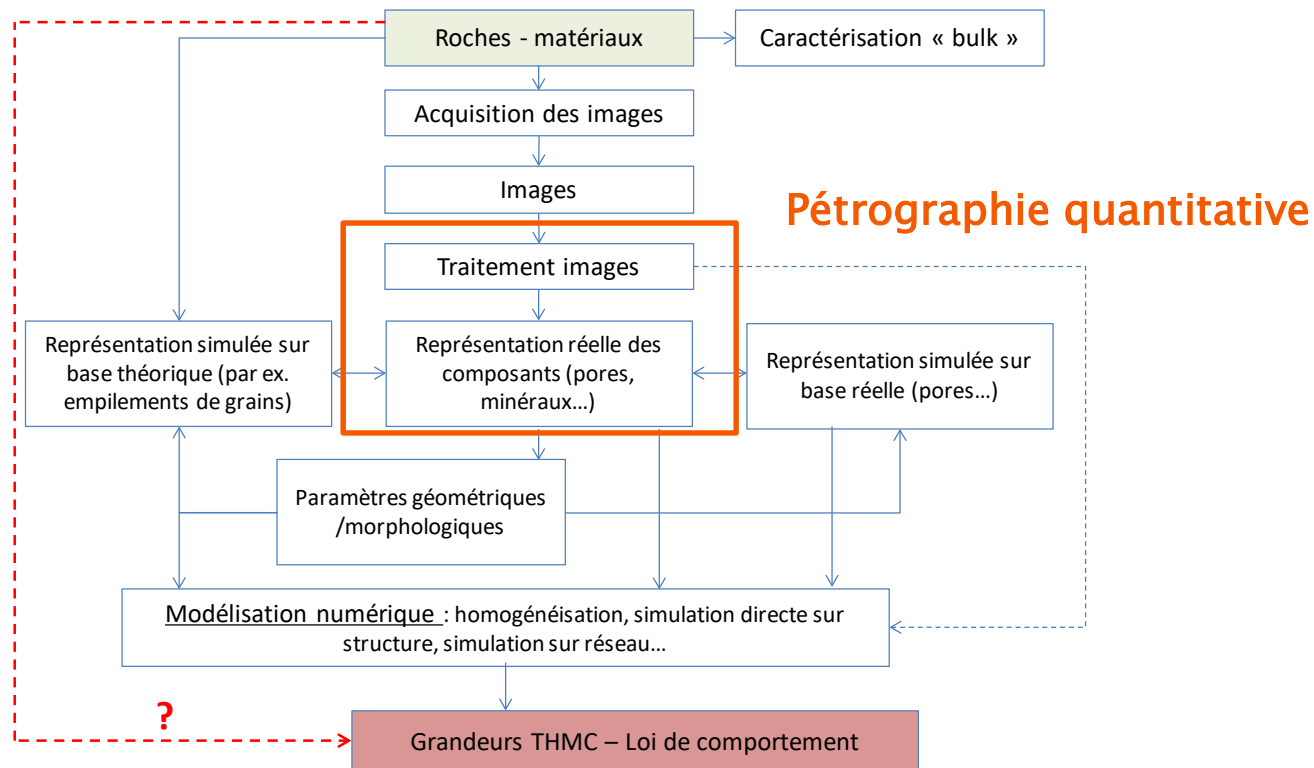 Roches - matériaux
Caractérisation « bulk »
Acquisition des images
Images
Pétrographie quantitative
Traitement images
Représentation simulée sur
base théorique (par ex.
empilements de grains)
Représentation réelle des
composants (pores,
minéraux…)
Représentation simulée sur
base réelle (pores…)
Paramètres géométriques
/morphologiques
Modélisation numérique : homogénéisation, simulation directe sur
structure, simulation sur réseau…
?
Grandeurs THMC – Loi de comportement